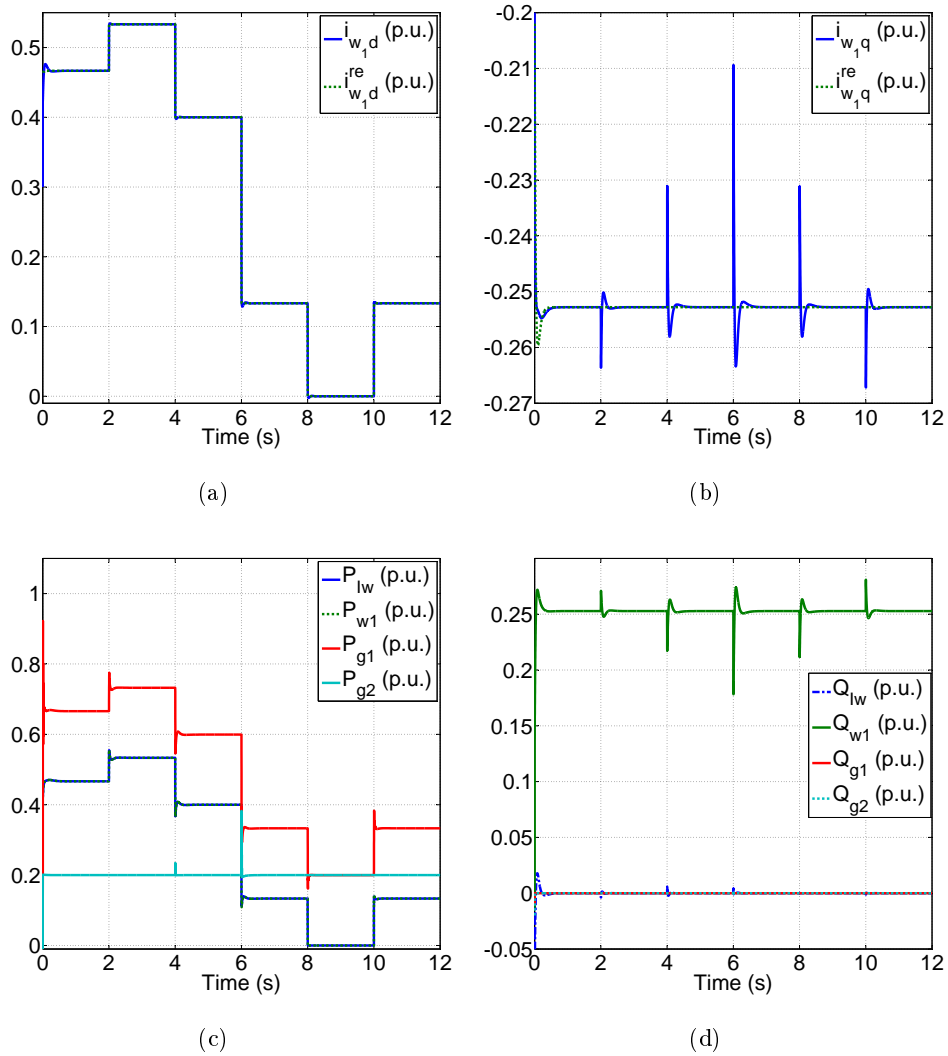 i_{w_1d} (p.u.)
i^{re}_{w_1d} (p.u.)
0.5
0.4
0.3
0.2
0.1
0
0 2 4 6 8 10 12
Time (s)
(a)
i_{w_1q} (p.u.)
i^{re}_{w_1q} (p.u.)
-0.2
-0.21
-0.22
-0.23
-0.24
-0.25
-0.26
-0.27
0 2 4 6 8 10 12
Time (s)
(b)
P_{lw} (p.u.)
P_{w1} (p.u.)
P_{g1} (p.u.)
P_{g2} (p.u.)
1
0.8
0.6
0.4
0.2
0
0 2 4 6 8 10 12
Time (s)
(c)
Q_{lw} (p.u.)
Q_{w1} (p.u.)
Q_{g1} (p.u.)
Q_{g2} (p.u.)
0.25
0.2
0.15
0.1
0.05
0
-0.05
0 2 4 6 8 10 12
Time (s)
(d)